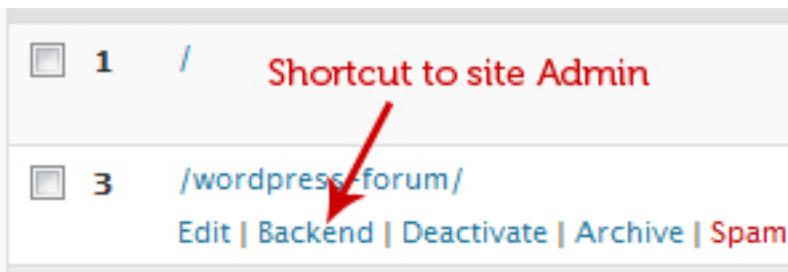 1 /
Shortcut to site Admin
3 /wordpress-forum/
Edit | Backend | Deactivate | Archive | Spam